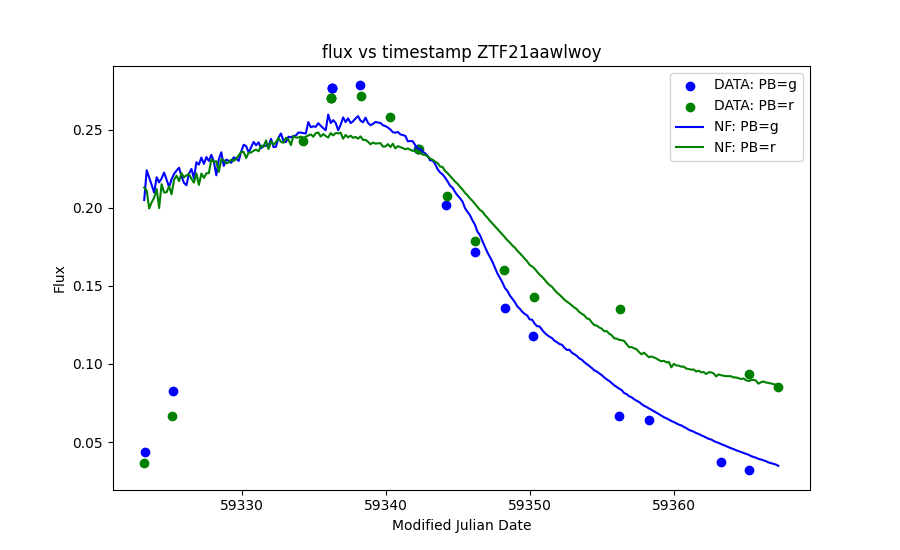 flux vs timestamp ZTF21aawlwoy
DATA: PB=g
DATA: PB=r
NF: PB=g
NF: PB=r
0.25
0.20
0.15
0.10
0.05
Flux
59330
59340
59350
59360
Modified Julian Date